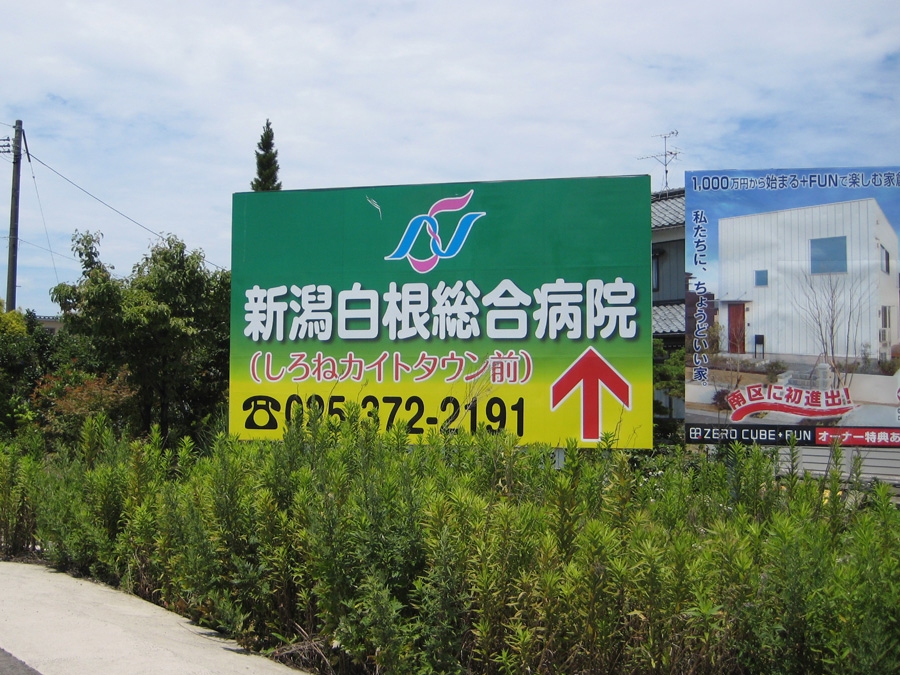 新潟白根総合病院
(しろねカイトタウン前)
☎025-372-2191
1,000万円から始まる+FUNで楽しむ家
私たちに、ちょうどいい家。
南区に初進出!
ZERO CUBE+FUN
オーナー特典